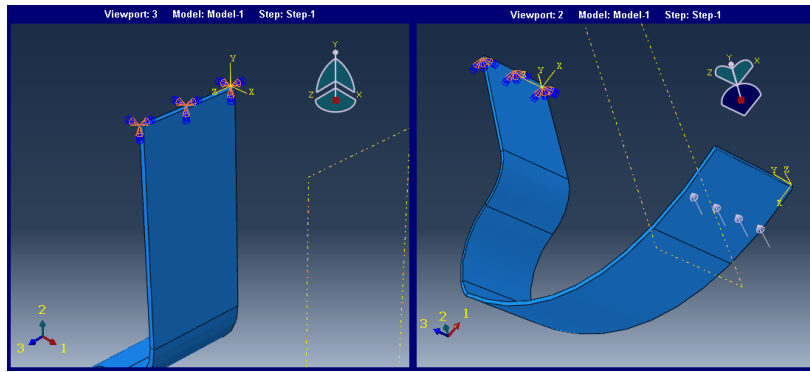 Viewport: 3 Model: Model-1 Step: Step-1
Y
X
Z
Y
Z
X
2
3
1
Viewport: 2 Model: Model-1 Step: Step-1
Y
X
Z
Y
X
Z
Y
Z
X
1
2
3